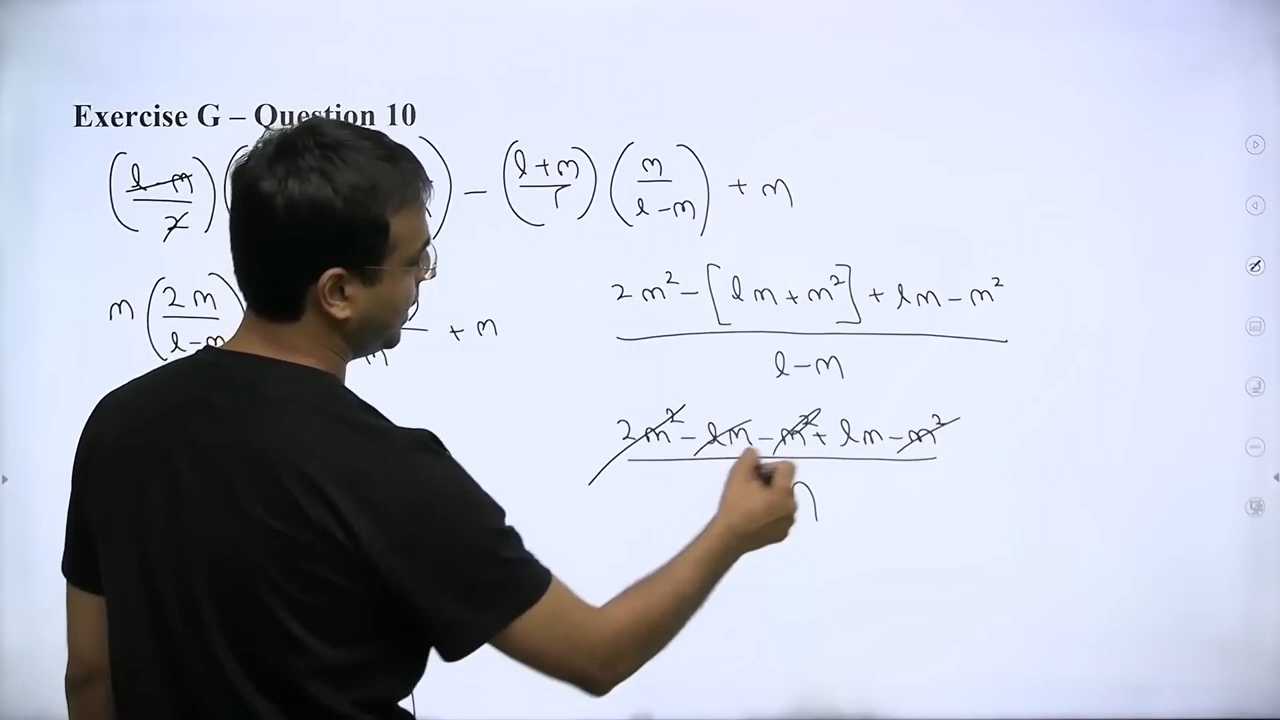 Exercise G – Question 10
(l-m/2)( ) - (l+m/1)(m/l-m) + m
m(2m/l-m + m
2m² - [lm + m²] + lm - m²
l-m
2m² - lm - m² + lm - m²